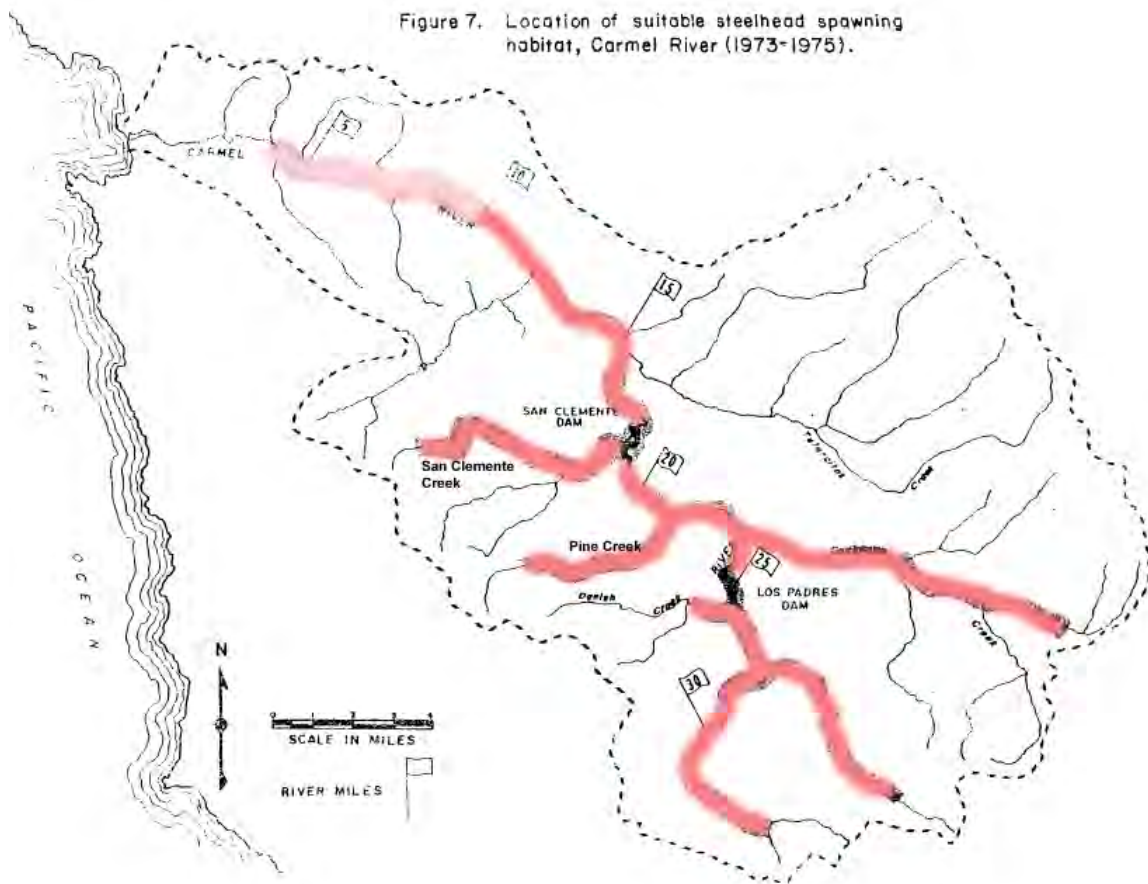 Figure 7. Location of suitable steelhead spawning
habitat, Carmel River (1973-1975).
5
CARMEL
10
RIVER
15
PACIFIC
SAN CLEMENTE
DAM
San Clemente
Creek
20
Creek
Pine Creek
RIVER
25
OCEAN
Danish
Creek
LOS PADRES
DAM
Creek
N
30
SCALE IN MILES
RIVER MILES